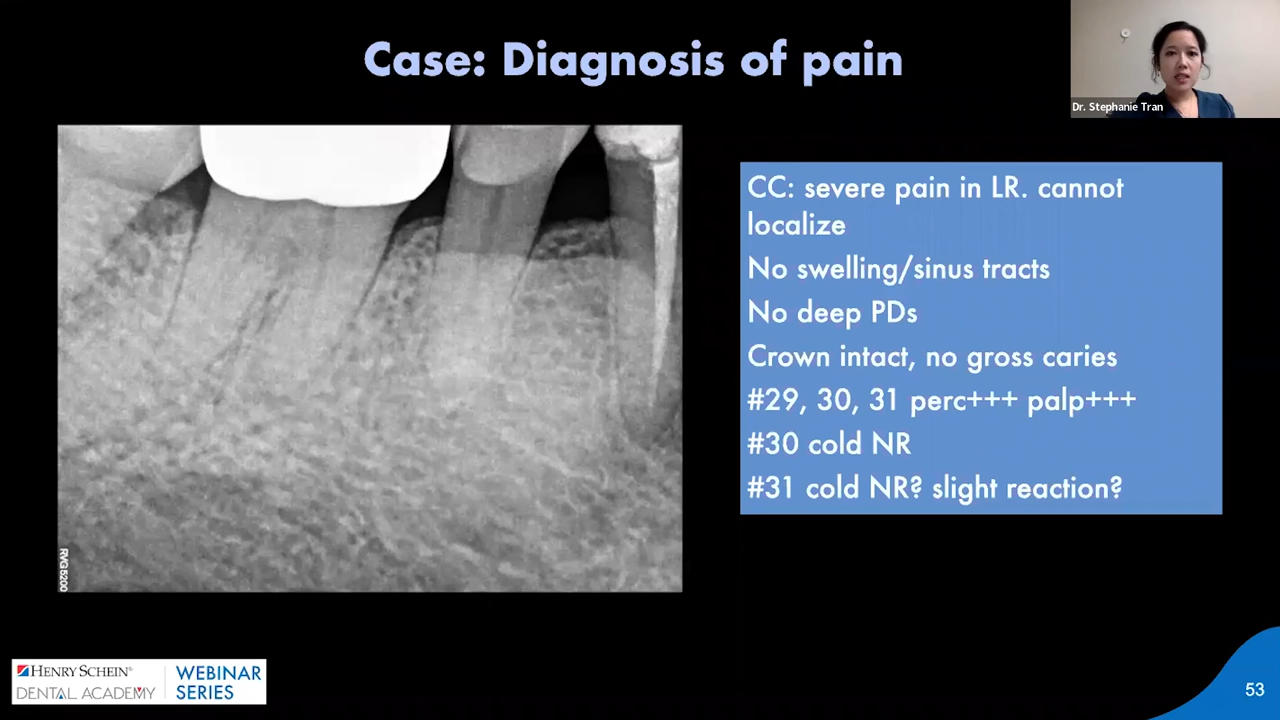 Case: Diagnosis of pain
Dr. Stephanie Tran
CC: severe pain in LR. cannot
localize
No swelling/sinus tracts
No deep PDs
Crown intact, no gross caries
#29, 30, 31 perc+++ palp+++
#30 cold NR
#31 cold NR? slight reaction?
RVG5200
HENRY SCHEIN®
DENTAL ACADEMY
WEBINAR
SERIES
53